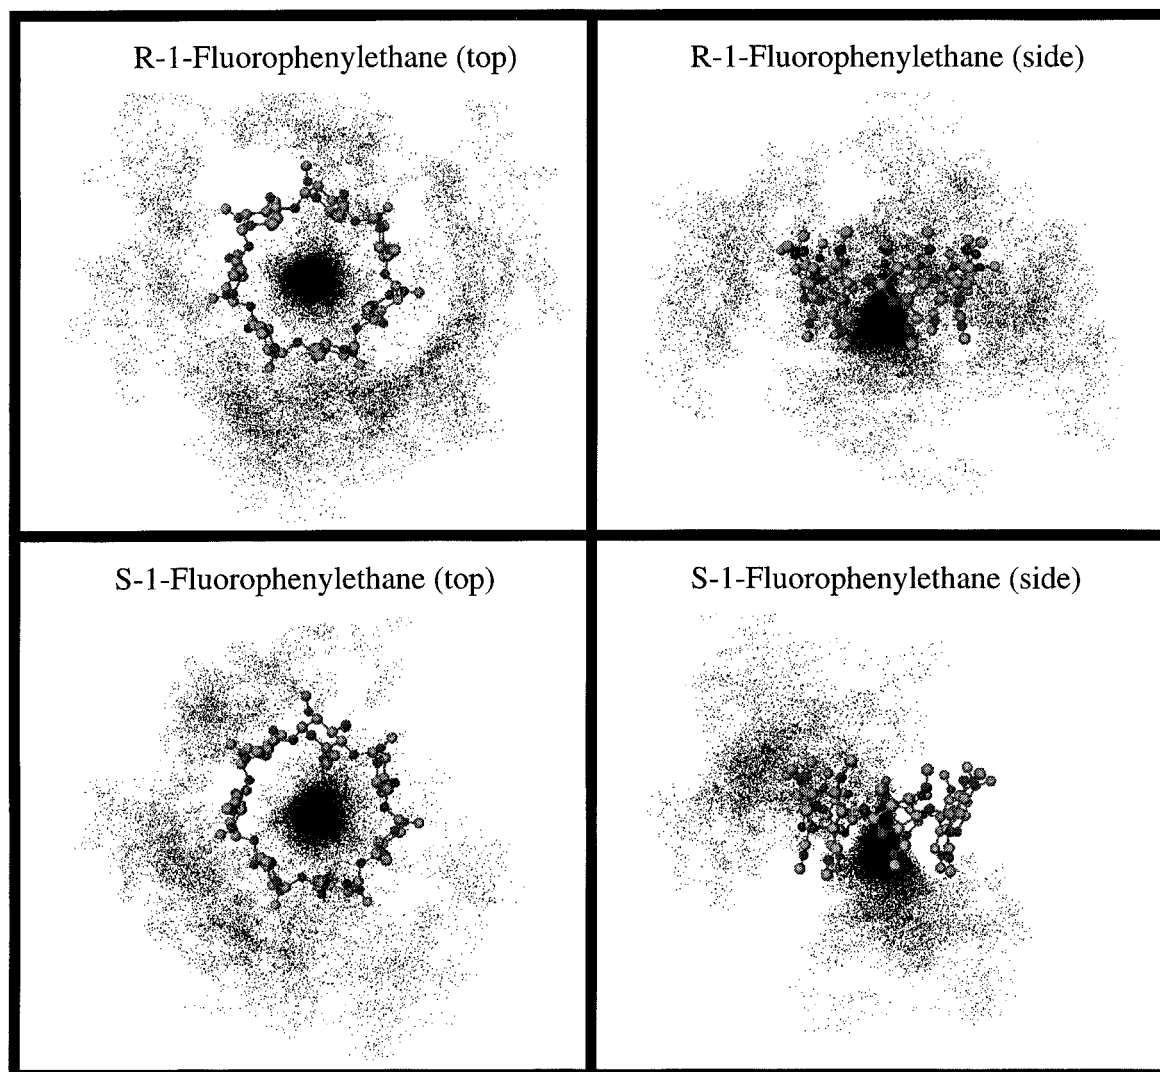 R-1-Fluorophenylethane (top)
R-1-Fluorophenylethane (side)
S-1-Fluorophenylethane (top)
S-1-Fluorophenylethane (side)